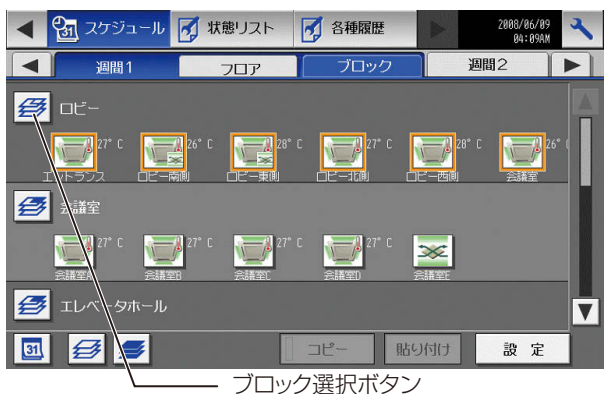 31 スケジュール 状態リスト 各種履歴 2008/06/09
04:09AM
週間1 フロア ブロック 週間2
ロビー
27°C 26°C 28°C 27°C 28°C 26°
エントランス ロビー南側 ロビー東側 ロビー北側 ロビー西側 会議室
会議室
27°C 27°C 27°C 27°C
会議室A 会議室B 会議室C 会議室D 会議室E
エレベータホール
31 コピー 貼り付け 設定
ブロック選択ボタン